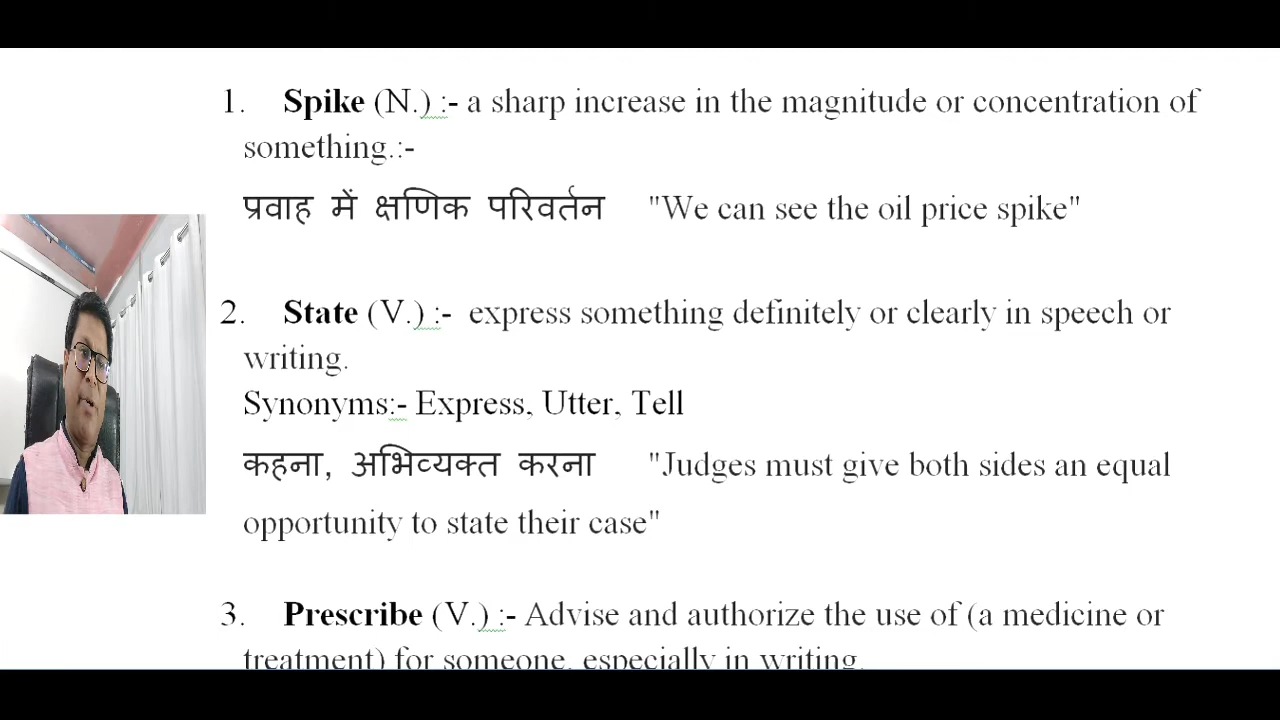 1. Spike (N.) :- a sharp increase in the magnitude or concentration of
something.:-
प्रवाह में क्षणिक परिवर्तन "We can see the oil price spike"
2. State (V.) :- express something definitely or clearly in speech or
writing.
Synonyms:- Express, Utter, Tell
कहना, अभिव्यक्त करना "Judges must give both sides an equal
opportunity to state their case"
3. Prescribe (V.) :- Advise and authorize the use of (a medicine or
treatment) for someone, especially in writing.